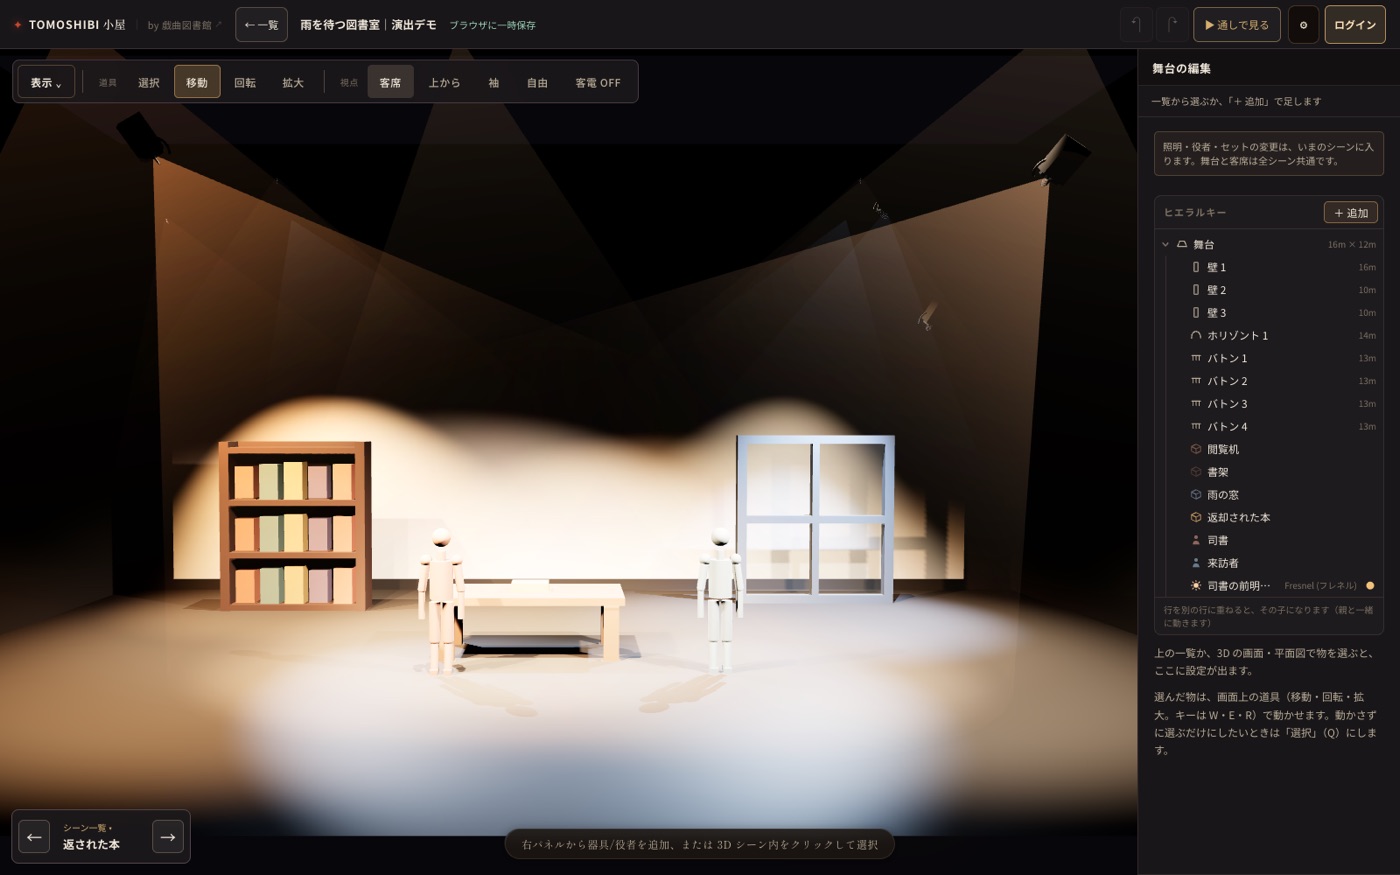 TOMOSHIBI 小屋
by 戯曲図書館 ↗
← 一覧
雨を待つ図書室｜演出デモ
ブラウザに一時保存
▶ 通しで見る
ログイン
表示
道具
選択
移動
回転
拡大
視点
客席
上から
袖
自由
客電 OFF
舞台の編集
一覧から選ぶか、「＋ 追加」で足します
照明・役者・セットの変更は、いまのシーンに入
ります。舞台と客席は全シーン共通です。
ヒエラルキー
＋ 追加
舞台 16m × 12m
壁 1 16m
壁 2 10m
壁 3 10m
ホリゾント 1 14m
バトン 1 13m
バトン 2 13m
バトン 3 13m
バトン 4 13m
閲覧机
書架
雨の窓
返却された本
司書
来訪者
司書の前明… Fresnel (フレネル)
行を別の行に重ねると、その子になります（親と一緒
に動きます）
上の一覧か、3D の画面・平面図で物を選ぶと、
ここに設定が出ます。
選んだ物は、画面上の道具（移動・回転・拡
大。キーは W・E・R）で動かせます。動かさず
に選ぶだけにしたいときは「選択」（Q）にしま
す。
←
シーン一覧
返された本
→
右パネルから器具/役者を追加、または 3D シーン内をクリックして選択